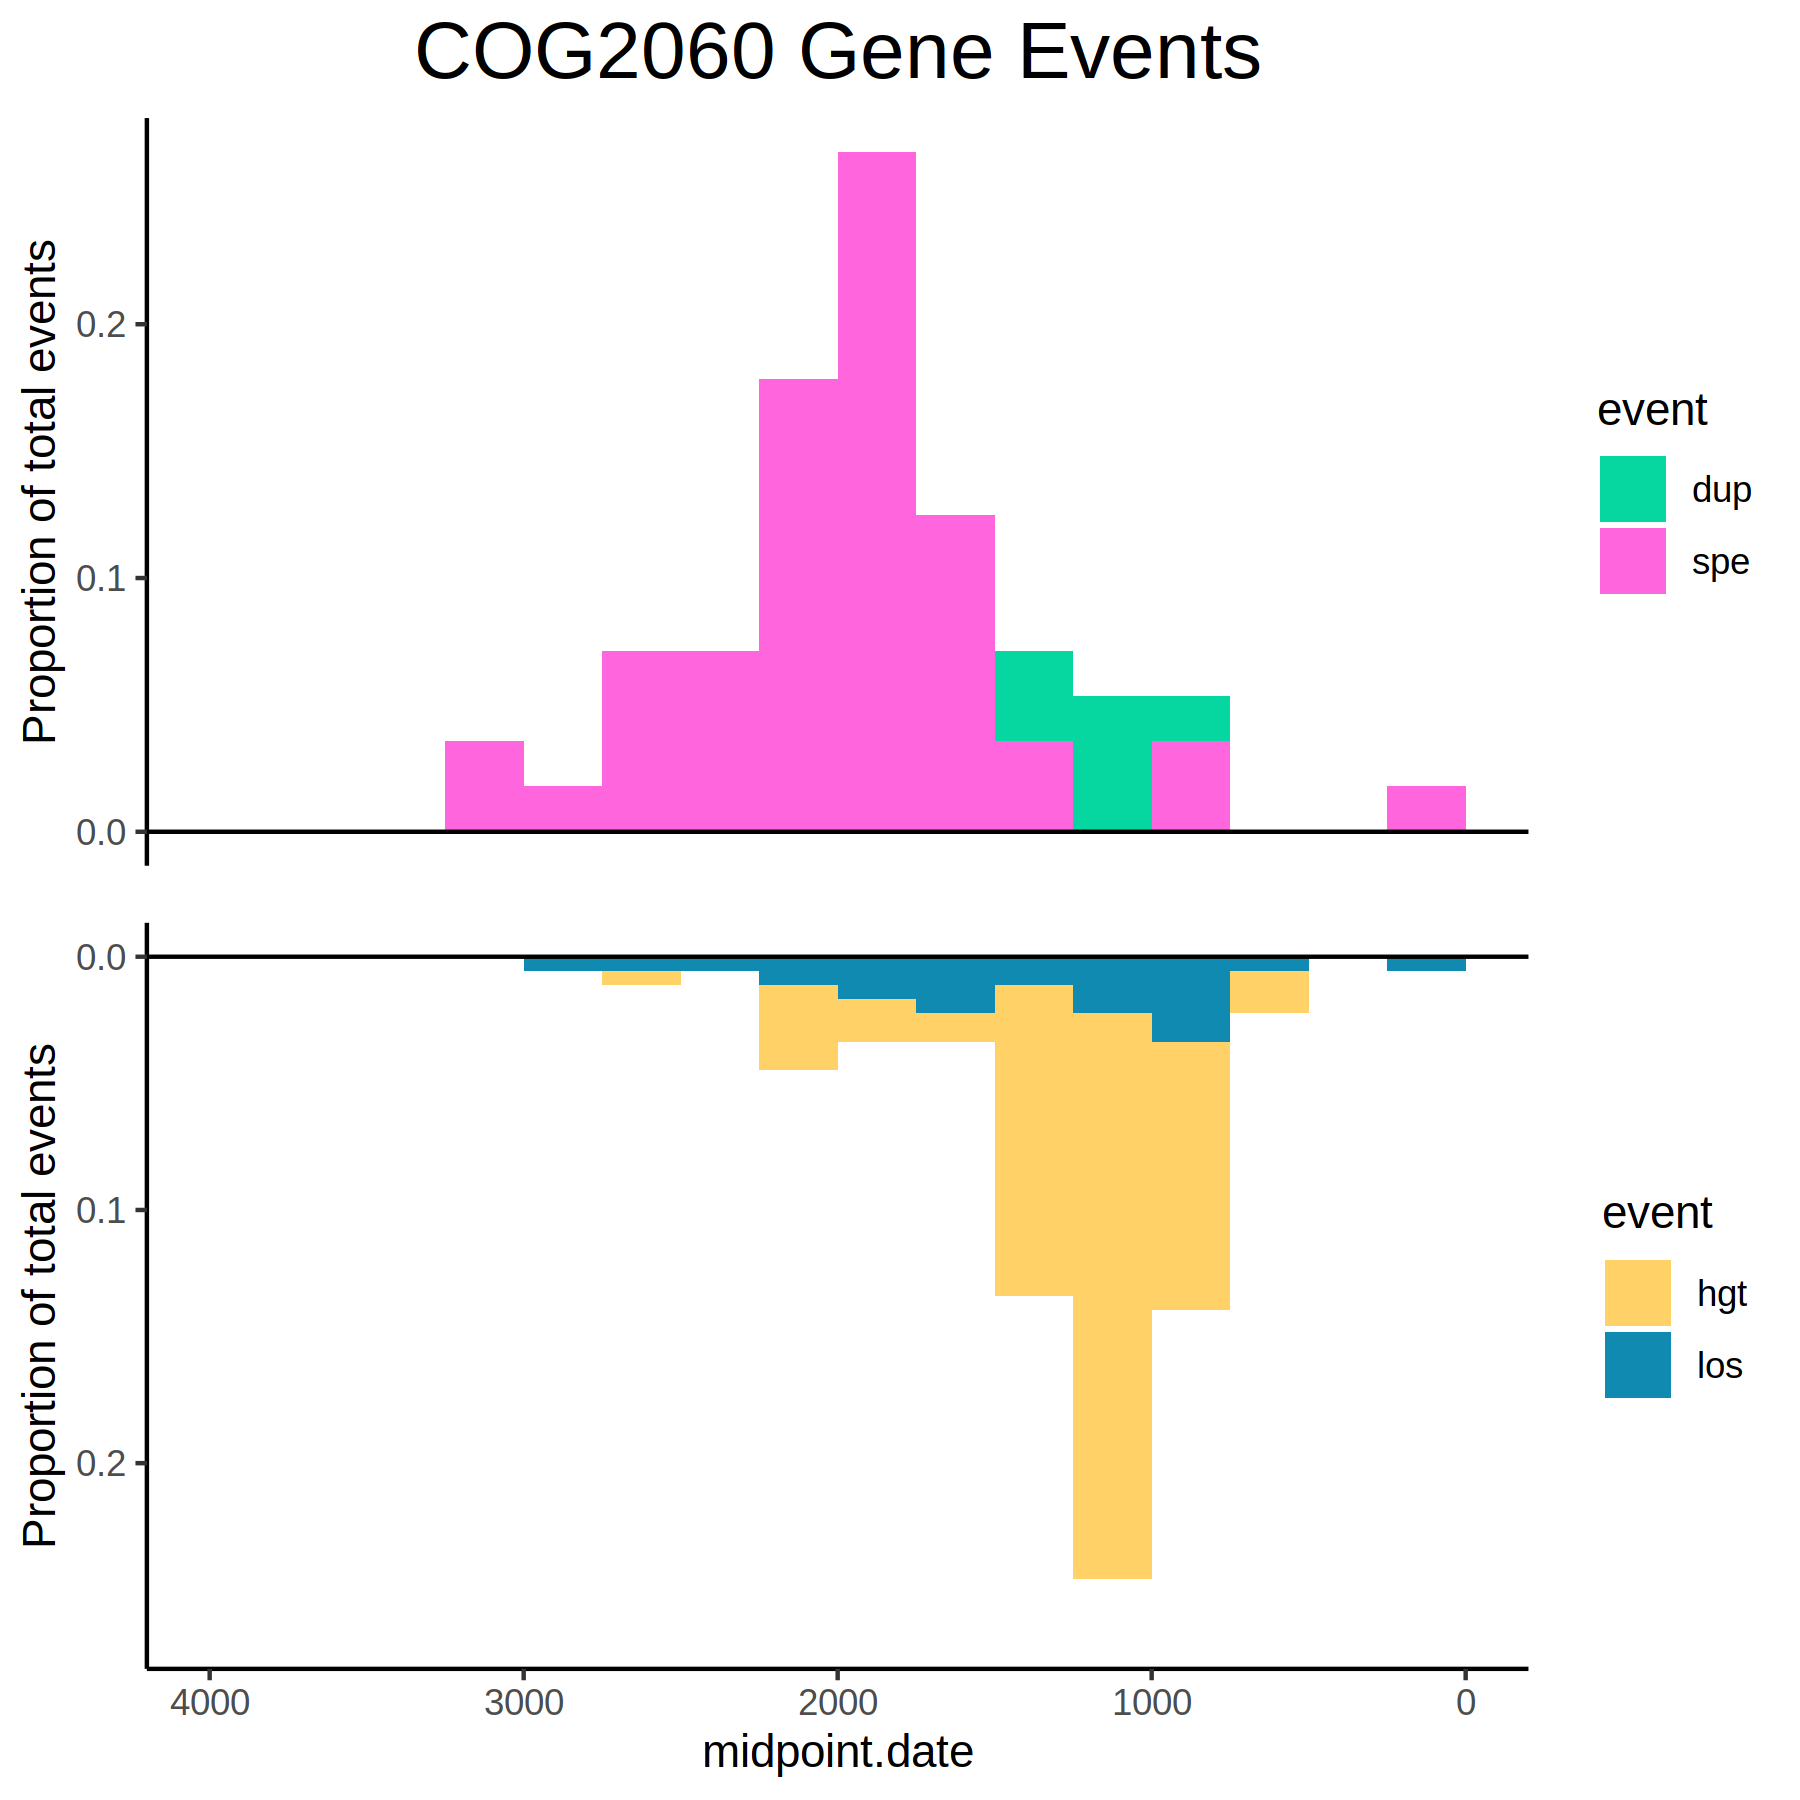 COG2060 Gene Events
Proportion of total events
0.2
0.1
0.0
event
dup
spe
Proportion of total events
0.0
0.1
0.2
event
hgt
los
4000 3000 2000 1000 0
midpoint.date